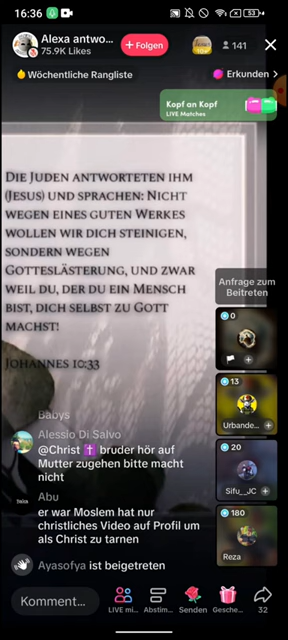 16:36
53
Alexa antwo...
75.9K Likes
+ Folgen
141
Wöchentliche Rangliste
Erkunden >
Kopf an Kopf
LIVE Matches
Die Juden antworteten ihm
(Jesus) und sprachen: Nicht
wegen eines guten Werkes
wollen wir dich steinigen,
sondern wegen
Gotteslästerung, und zwar
weil du, der du ein Mensch
bist, dich selbst zu Gott
machst!
Johannes 10:33
Anfrage zum
Beitreten
0
13
Urbande...
20
Sifu_JC
180
Reza
Babys
Alessio Di Salvo
@Christ ✝️ bruder hör auf
Mutter zugehen bitte macht
nicht
Abu
er war Moslem hat nur
christliches Video auf Profil um
als Christ zu tarnen
Ayasofya ist beigetreten
Komment...
LIVE mi...
Abstim...
Senden
Gesche...
32